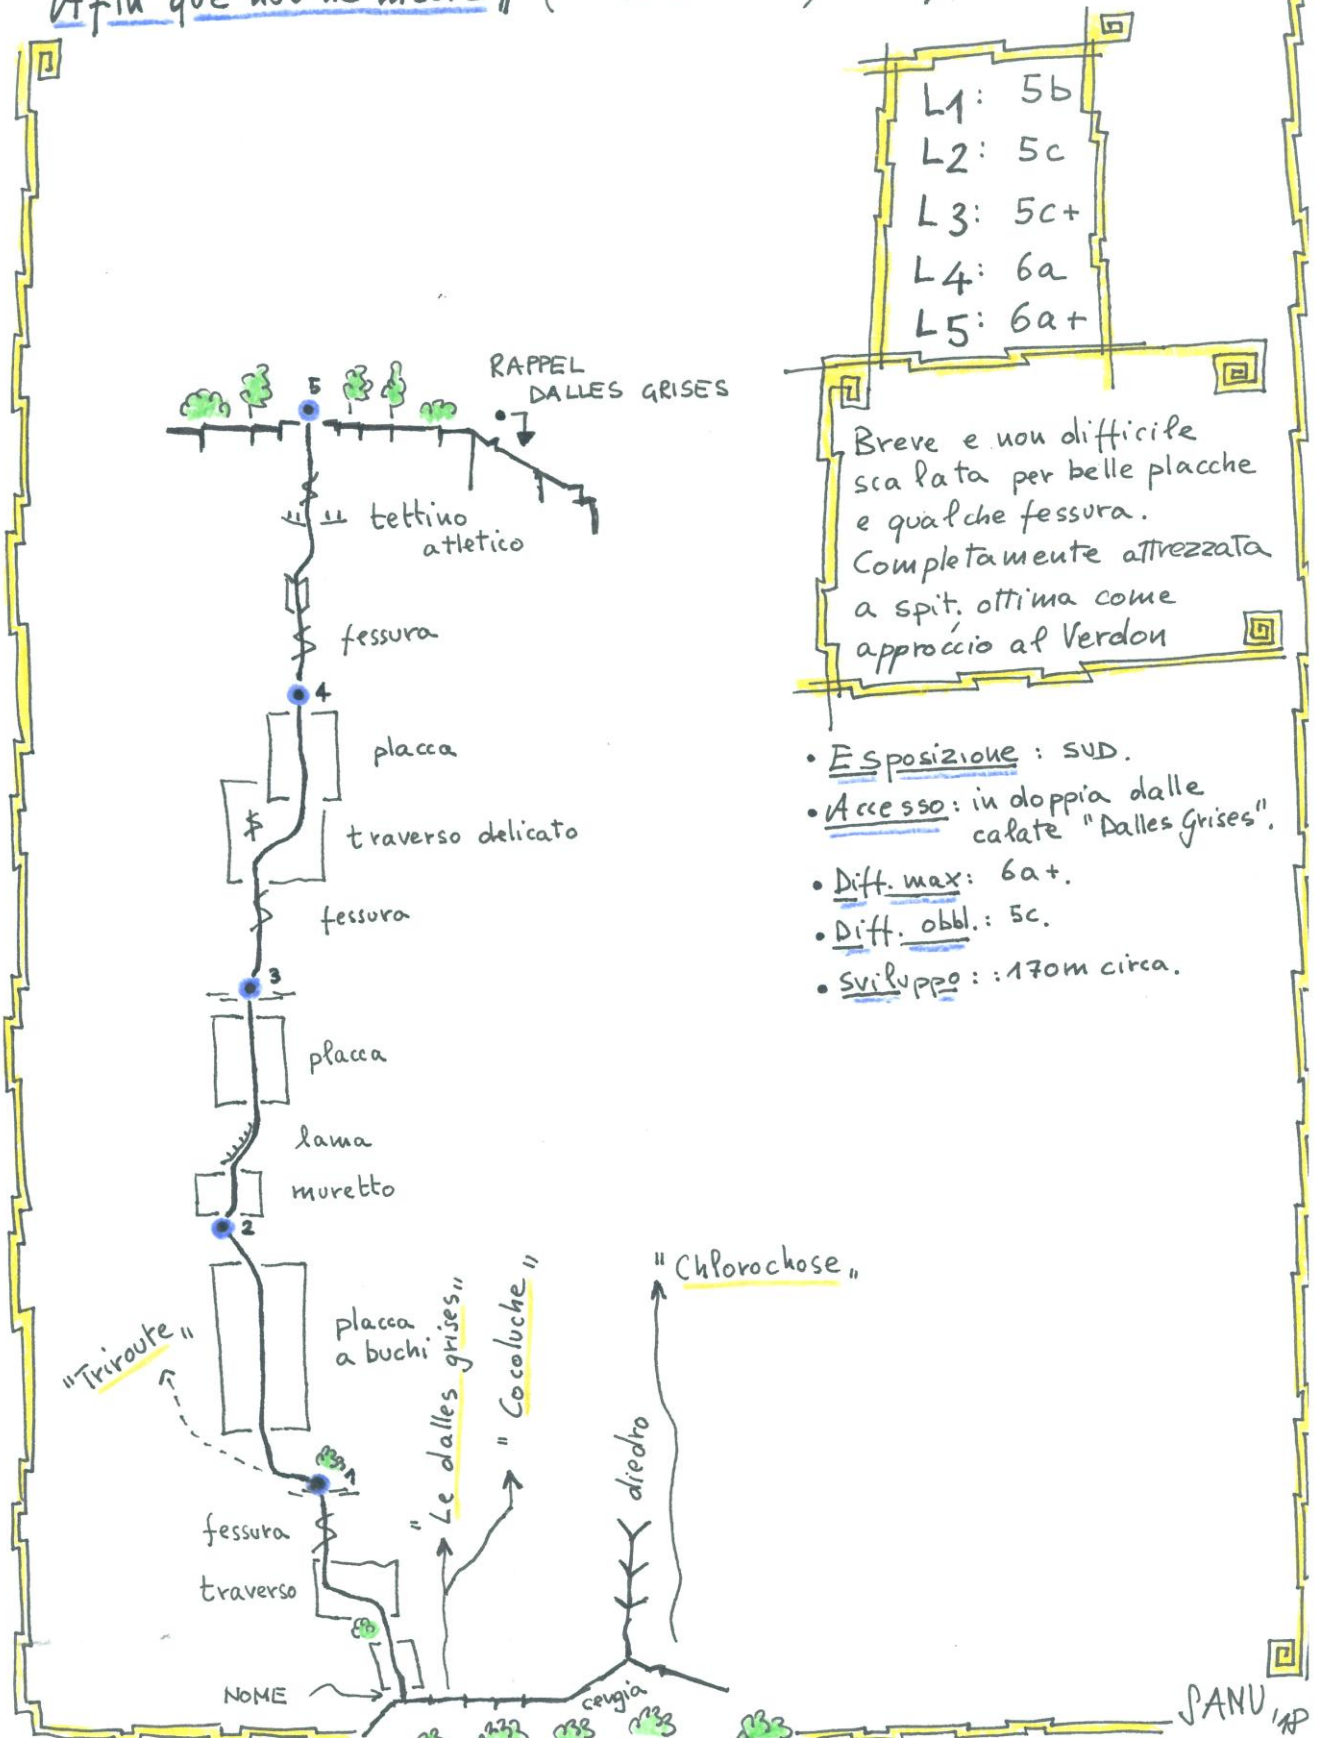 L1: 5b
L2: 5c
L3: 5c+
L4: 6a
L5: 6a+
Breve e non difficile
scalata per belle placche
e qualche fessura.
Completamente attrezzata
a spit, ottima come
approccio al Verdon
• Esposizione: SUD.
• Accesso: in doppia dalle
calate "Dalles Grises".
• Diff. max: 6a+.
• Diff. obbl.: 5c.
• Sviluppo: :170m circa.
RAPPEL
DALLES GRISES
5
tettino
atletico
fessura
4
placca
traverso delicato
fessura
3
placca
lama
muretto
2
placca
a buchi
"Triroute"
"Le dalles grises"
"Cocoluche"
"Chlorochose"
diedro
1
fessura
traverso
NOME
cengia
SANU '18